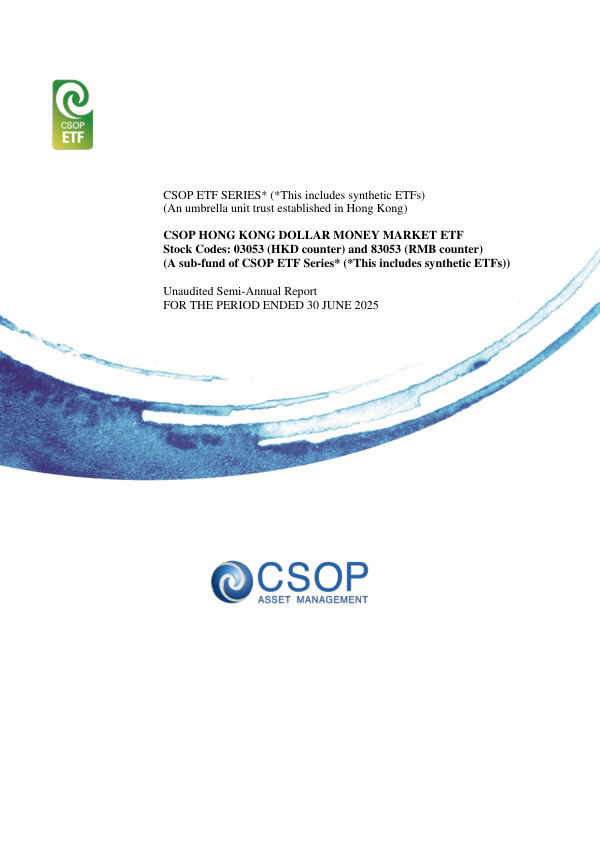 CSOP
ETF
CSOP ETF SERIES* (*This includes synthetic ETFs)
(An umbrella unit trust established in Hong Kong)
CSOP HONG KONG DOLLAR MONEY MARKET ETF
Stock Codes: 03053 (HKD counter) and 83053 (RMB counter)
(A sub-fund of CSOP ETF Series* (*This includes synthetic ETFs))
Unaudited Semi-Annual Report
FOR THE PERIOD ENDED 30 JUNE 2025
CSOP
ASSET MANAGEMENT